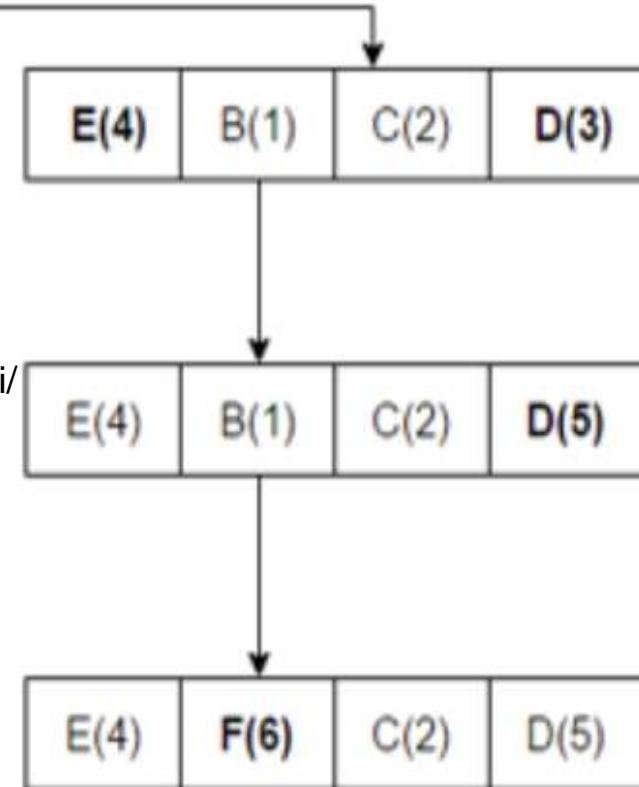 E(4) B(1) C(2) D(3)
i/
E(4) B(1) C(2) D(5)
E(4) F(6) C(2) D(5)